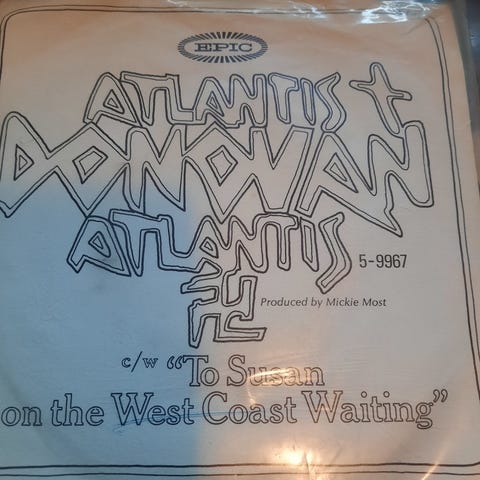 EPIC
ATLANTIS
DONOVAN
ATLANTIS
5-9967
Produced by Mickie Most
c/w “To Susan
on the West Coast Waiting”